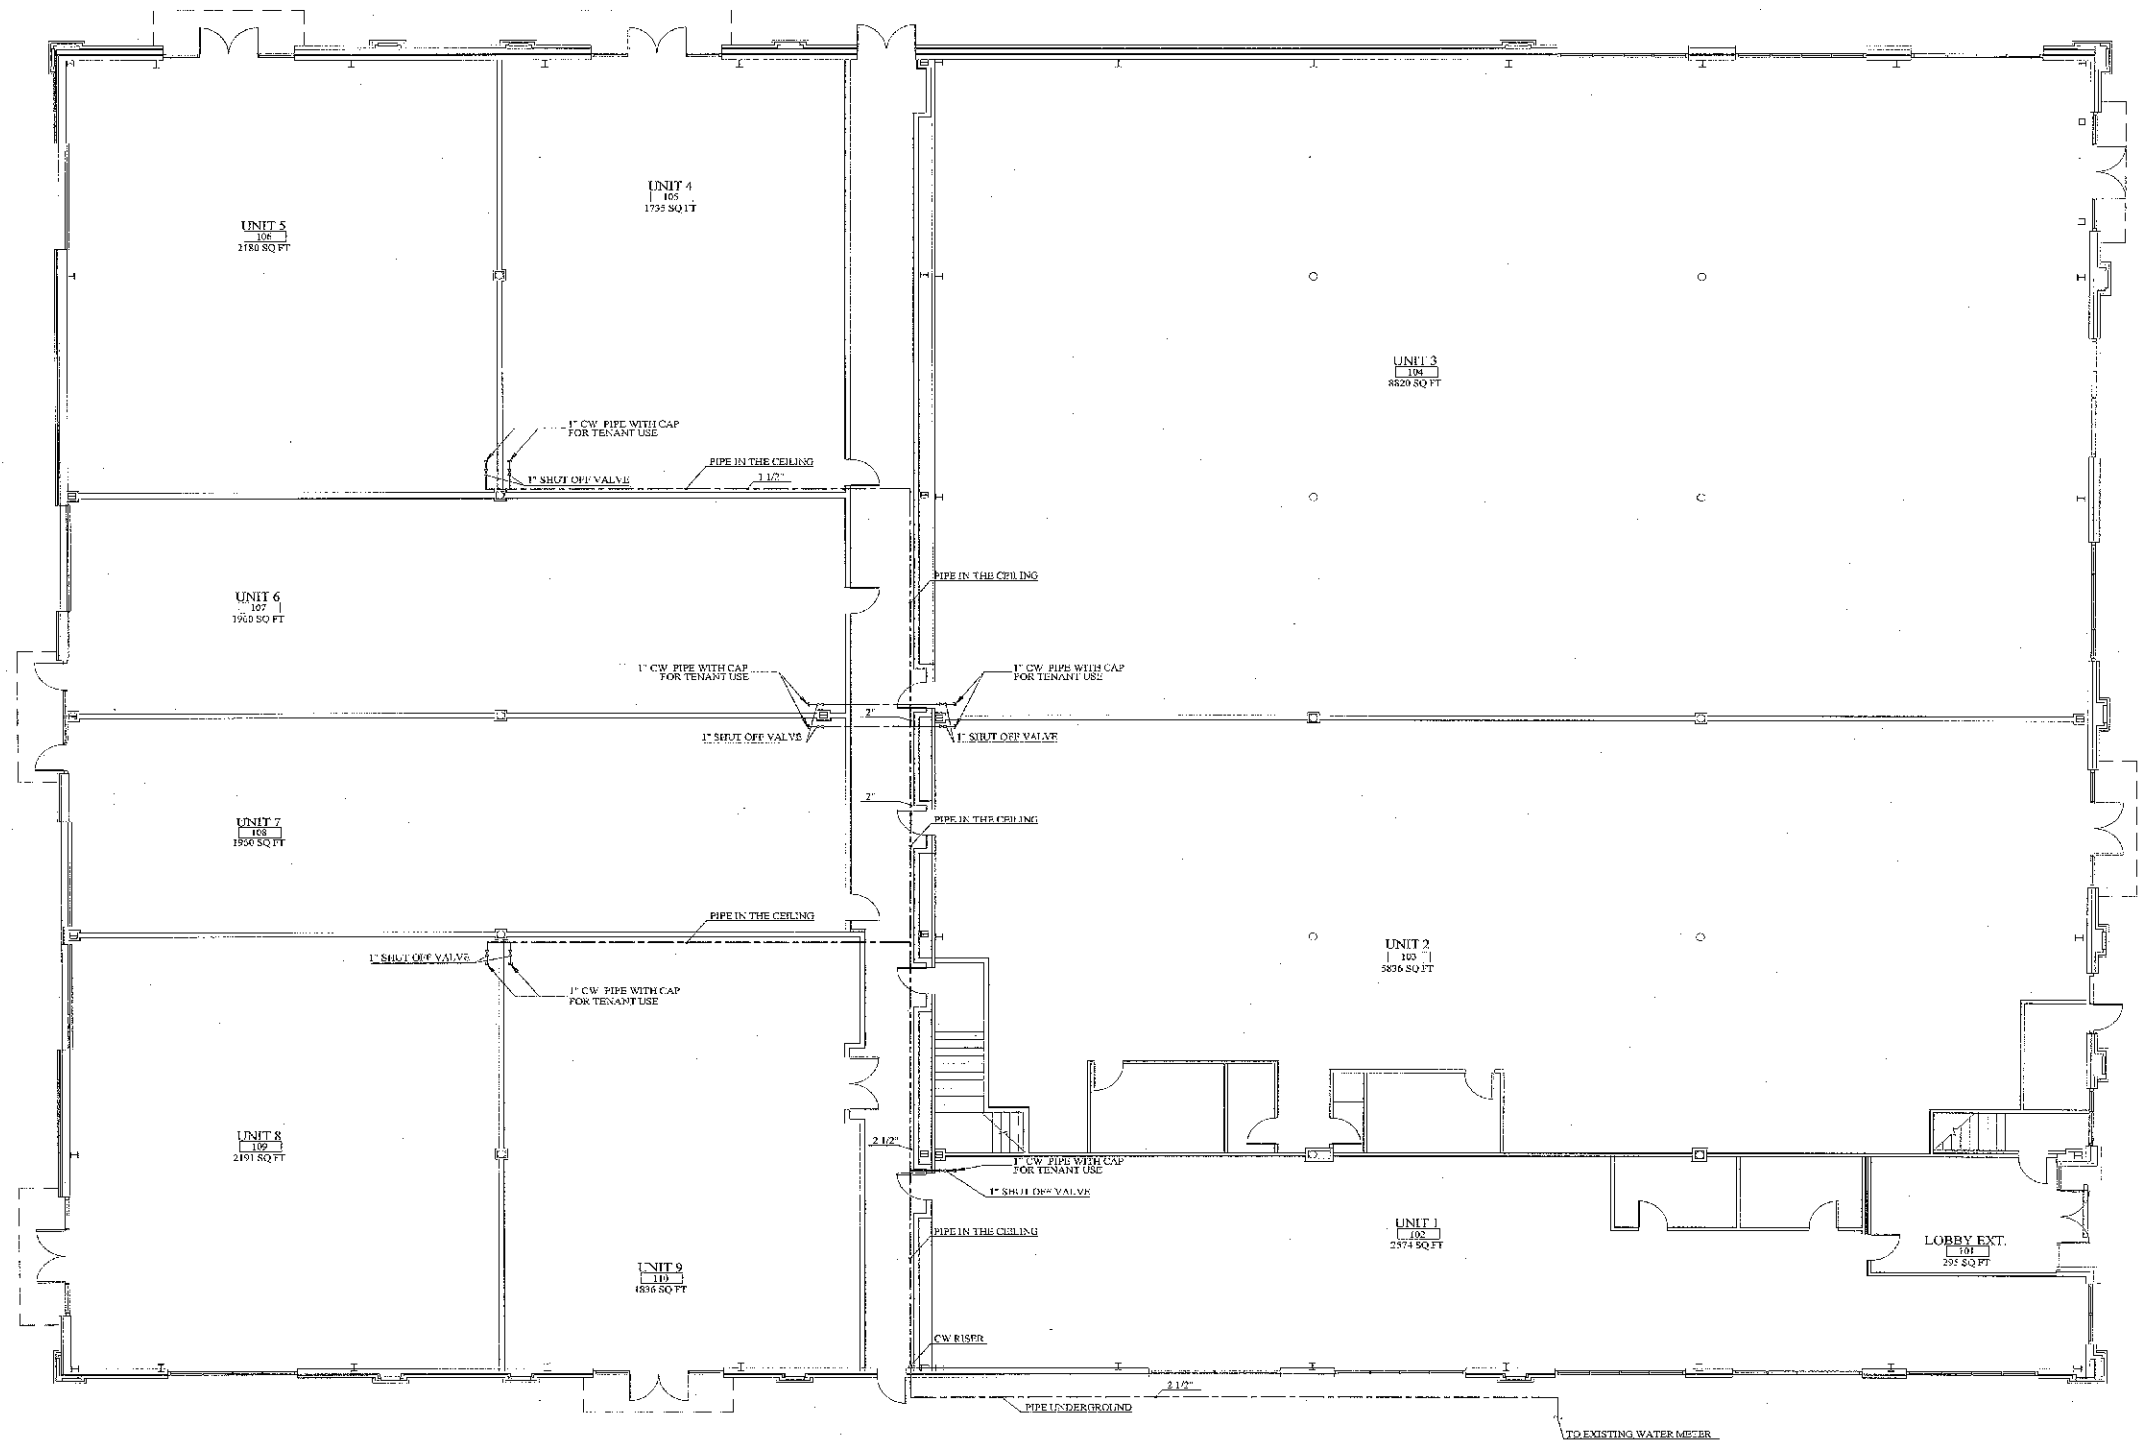 UNIT 4
105
1735 SQ FT
UNIT 5
106
2180 SQ FT
UNIT 3
104
8820 SQ FT
1" CW PIPE WITH CAP
FOR TENANT USE
PIPE IN THE CEILING
1" SHUT OFF VALVE
1 1/2"
PIPE IN THE CEILING
UNIT 6
107
1960 SQ FT
1" CW PIPE WITH CAP
FOR TENANT USE
1" CW PIPE WITH CAP
FOR TENANT USE
2"
1" SHUT OFF VALVE
1" SHUT OFF VALVE
2"
PIPE IN THE CEILING
UNIT 7
108
1960 SQ FT
PIPE IN THE CEILING
UNIT 2
103
5836 SQ FT
1" SHUT OFF VALVE
1" CW PIPE WITH CAP
FOR TENANT USE
UNIT 8
109
2191 SQ FT
2 1/2"
1" CW PIPE WITH CAP
FOR TENANT USE
1" SHUT OFF VALVE
PIPE IN THE CEILING
UNIT 1
102
2574 SQ FT
LOBBY EXT.
101
295 SQ FT
UNIT 9
110
1836 SQ FT
CW RISER
2 1/2"
PIPE UNDERGROUND
TO EXISTING WATER METER